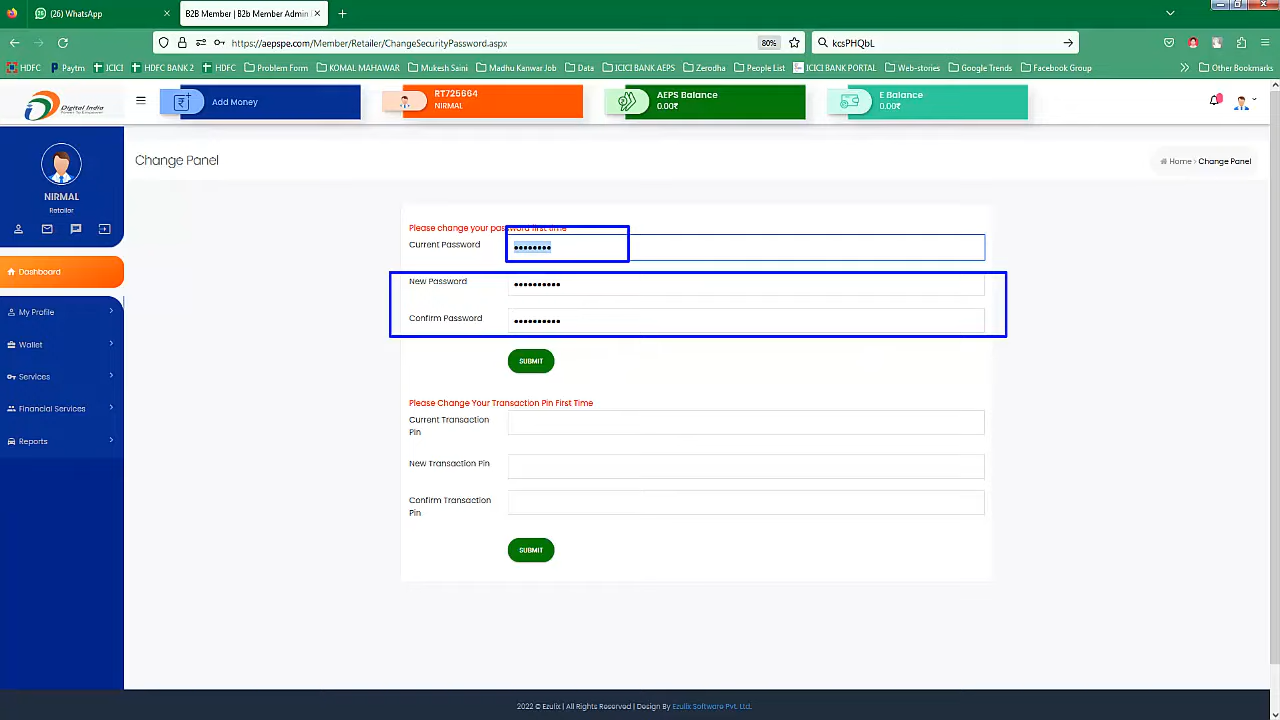 (26) WhatsApp
B2B Member | B2b Member Admin
https://aepspe.com/Member/Retailer/ChangeSecurityPassword.aspx
80%
kcsPHQbL
HDFC
Paytm
ICICI
HDFC BANK 2
HDFC
Problem Form
KOMAL MAHAWAR
Mukesh Saini
Madhu Kanwar Job
Data
ICICI BANK AEPS
Zerodha
People List
ICICI BANK PORTAL
Web-stories
Google Trends
Facebook Group
Other Bookmarks
Digital India
Power To Empower
Add Money
RT725664
NIRMAL
AEPS Balance
0.00₹
E Balance
0.00₹
NIRMAL
Retailer
Dashboard
My Profile
Wallet
Services
Financial Services
Reports
Change Panel
Home › Change Panel
Please change your password first time
Current Password
New Password
Confirm Password
SUBMIT
Please Change Your Transaction Pin First Time
Current Transaction
Pin
New Transaction Pin
Confirm Transaction
Pin
SUBMIT
2022 © Ezulix | All Rights Reserved | Design By Ezulix Software Pvt. Ltd.